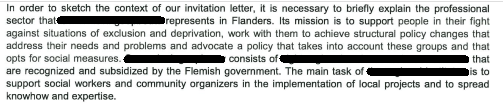 In order to sketch the context of our invitation letter, it is necessary to briefly explain the professional
sector that represents in Flanders. Its mission is to support people in their fight
against situations of exclusion and deprivation, work with them to achieve structural policy changes that
address their needs and problems and advocate a policy that takes into account these groups and that
opts for social measures. consists of
are recognized and subsidized by the Flemish government. The main task of is to
support social workers and community organizers in the implementation of local projects and to spread
knowhow and expertise.